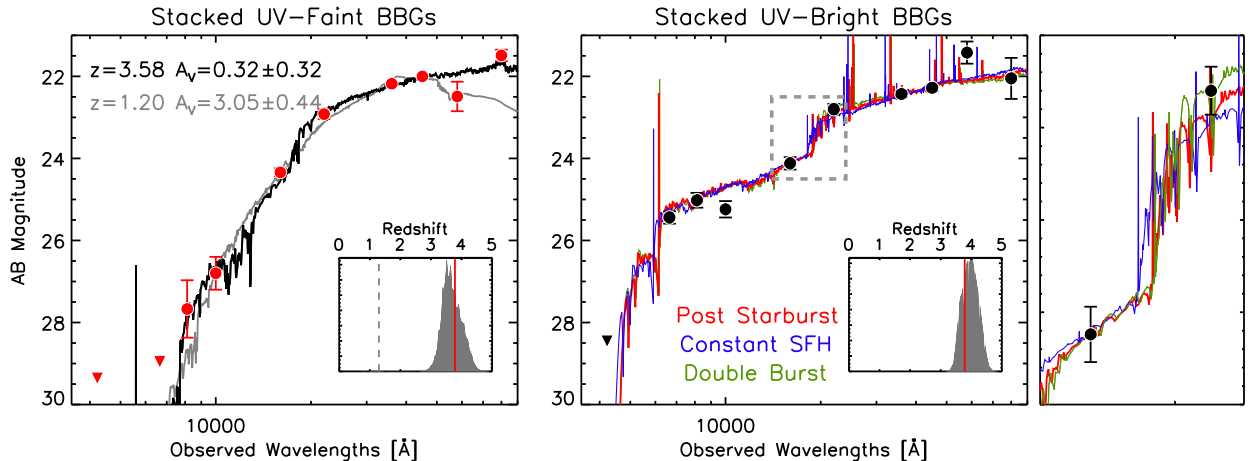 Stacked UV-Faint BBGs
Stacked UV-Bright BBGs
AB Magnitude
22
24
26
28
30
z=3.58 Aᵥ=0.32±0.32
z=1.20 Aᵥ=3.05±0.44
Redshift
0 1 2 3 4 5
10000
Observed Wavelengths [Å]
22
24
26
28
30
Redshift
0 1 2 3 4 5
Post Starburst
Constant SFH
Double Burst
10000
Observed Wavelengths [Å]